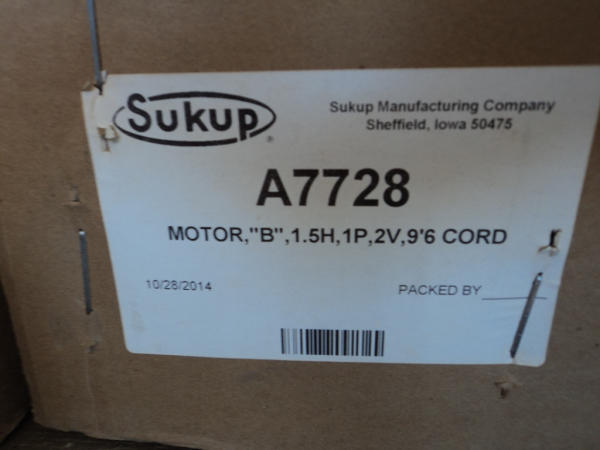 Sukup®
Sukup Manufacturing Company
Sheffield, Iowa 50475
A7728
MOTOR,"B",1.5H,1P,2V,9'6 CORD
10/28/2014
PACKED BY______